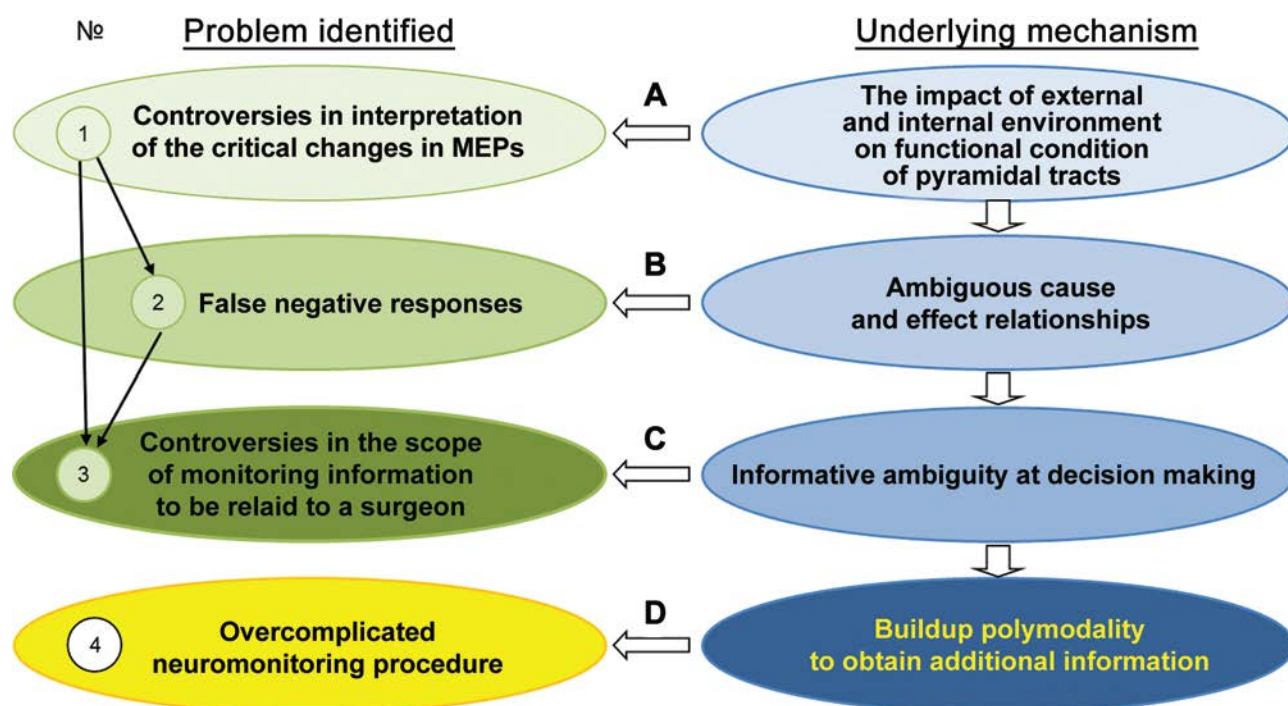 № Problem identified Underlying mechanism
1
Controversies in interpretation
of the critical changes in MEPs
A
The impact of external
and internal environment
on functional condition
of pyramidal tracts
2
False negative responses
B
Ambiguous cause
and effect relationships
3
Controversies in the scope
of monitoring information
to be relaid to a surgeon
C
Informative ambiguity at decision making
4
Overcomplicated
neuromonitoring procedure
D
Buildup polymodality
to obtain additional information